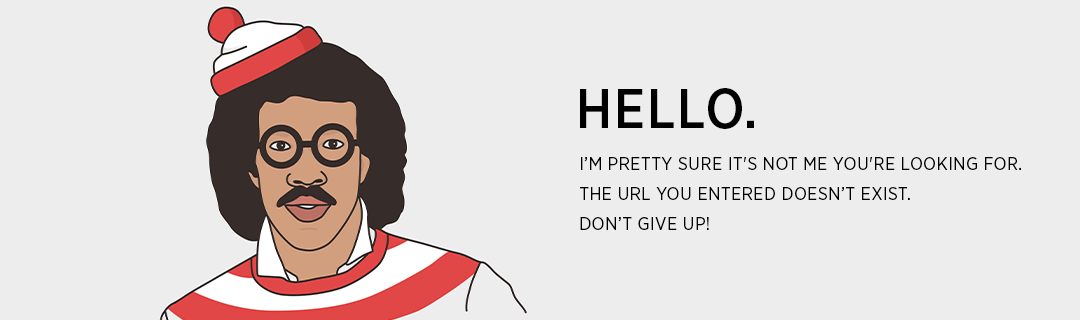 HELLO.
I’M PRETTY SURE IT'S NOT ME YOU'RE LOOKING FOR.
THE URL YOU ENTERED DOESN’T EXIST.
DON’T GIVE UP!